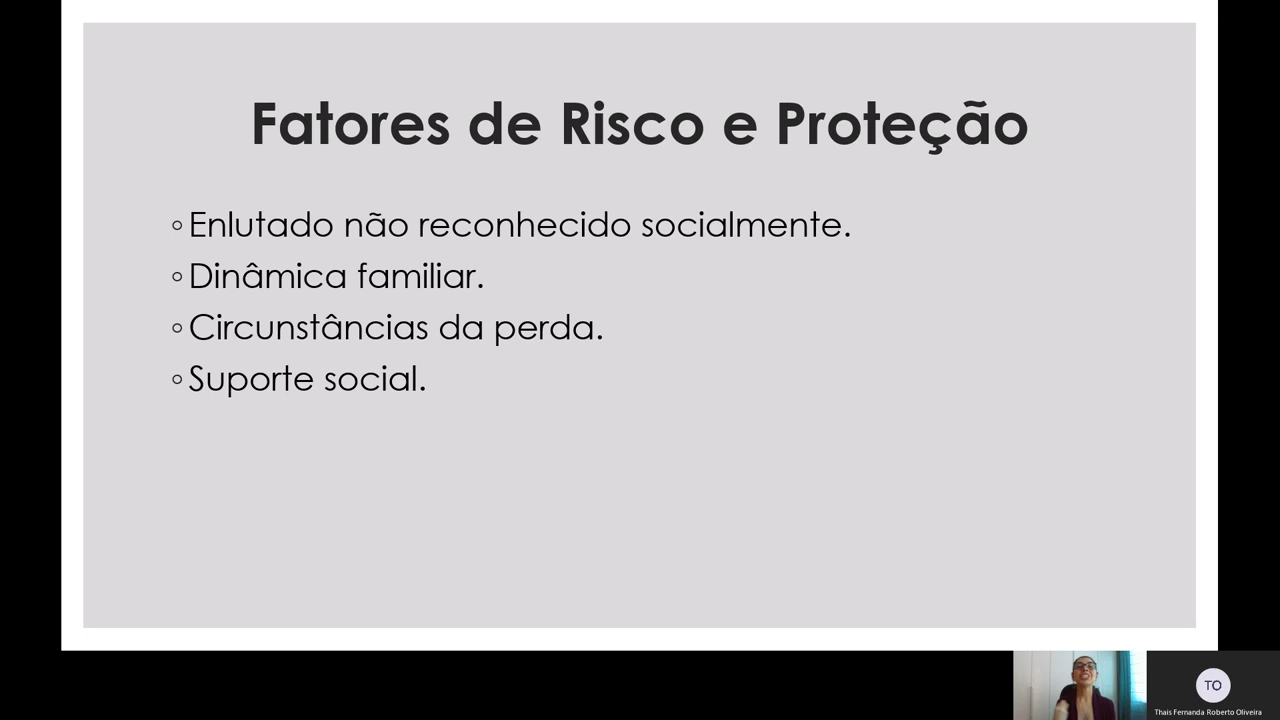 Fatores de Risco e Proteção
◦Enlutado não reconhecido socialmente.
◦Dinâmica familiar.
◦Circunstâncias da perda.
◦Suporte social.
TO
Thais Fernanda Roberto Oliveira